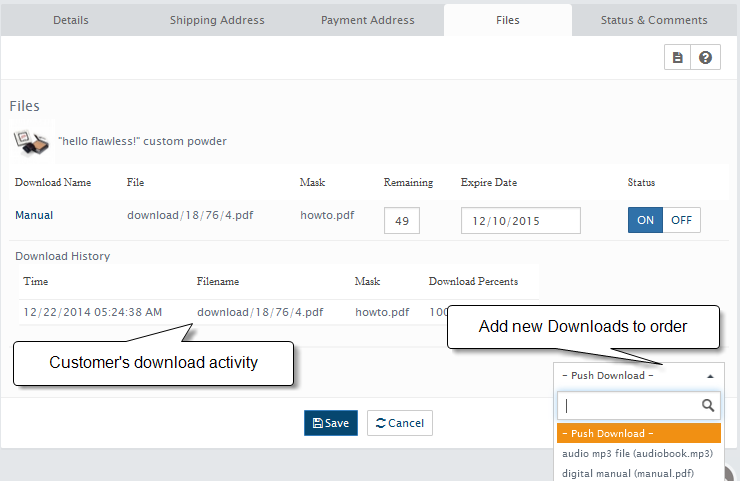 Details Shipping Address Payment Address Files Status & Comments
Files
"hello flawless!" custom powder
Download Name File Mask Remaining Expire Date Status
Manual download/18/76/4.pdf howto.pdf 49 12/10/2015 ON OFF
Download History
Time Filename Mask Download Percents
12/22/2014 05:24:38 AM download/18/76/4.pdf howto.pdf
Add new Downloads to order
Customer's download activity
- Push Download -
Save Cancel
- Push Download -
audio mp3 file (audiobook.mp3)
digital manual (manual.pdf)